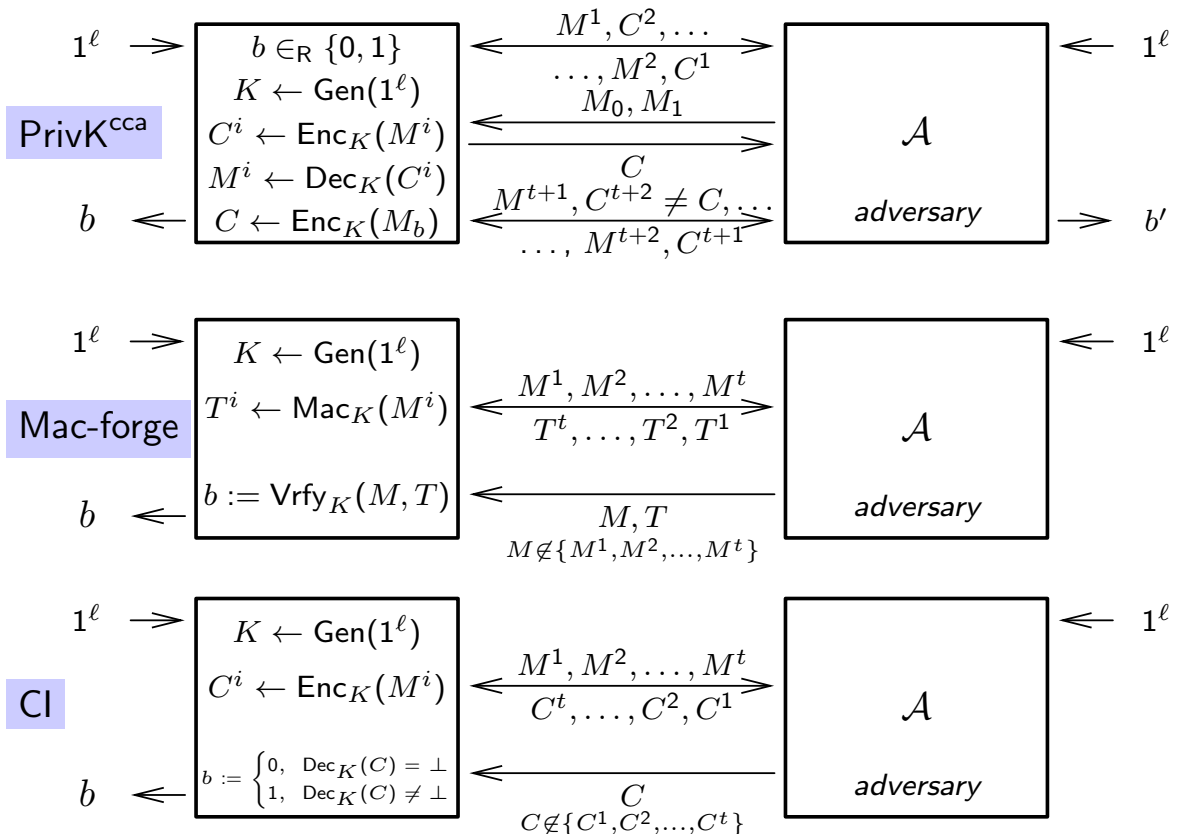 1^ℓ
b ∈_R {0, 1}
K ← Gen(1^ℓ)
C^i ← Enc_K(M^i)
M^i ← Dec_K(C^i)
C ← Enc_K(M_b)
PrivK^cca
b
M^1, C^2, . . .
. . . , M^2, C^1
M_0, M_1
C
M^{t+1}, C^{t+2} ≠ C, . . .
. . . , M^{t+2}, C^{t+1}
𝒜
adversary
1^ℓ
b′
1^ℓ
K ← Gen(1^ℓ)
T^i ← Mac_K(M^i)
b := Vrfy_K(M, T)
Mac-forge
b
M^1, M^2, . . . , M^t
T^t, . . . , T^2, T^1
M, T
M∉{M^1,M^2,...,M^t}
𝒜
adversary
1^ℓ
1^ℓ
K ← Gen(1^ℓ)
C^i ← Enc_K(M^i)
b := { 0, Dec_K(C) = ⊥
1, Dec_K(C) ≠ ⊥
CI
b
M^1, M^2, . . . , M^t
C^t, . . . , C^2, C^1
C
C∉{C^1,C^2,...,C^t}
𝒜
adversary
1^ℓ